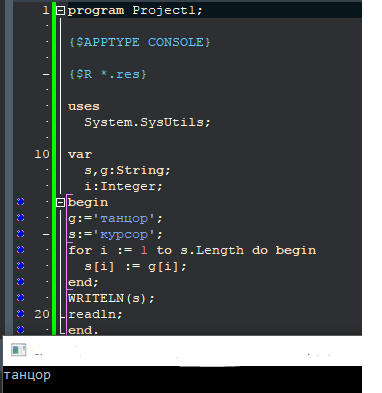 1 program Project1;
{$APPTYPE CONSOLE}
{$R *.res}
uses
System.SysUtils;
10 var
s,g:String;
i:Integer;
begin
g:='танцор';
s:='курсор';
for i := 1 to s.Length do begin
s[i] := g[i];
end;
WRITELN(s);
20 readln;
end.
танцор